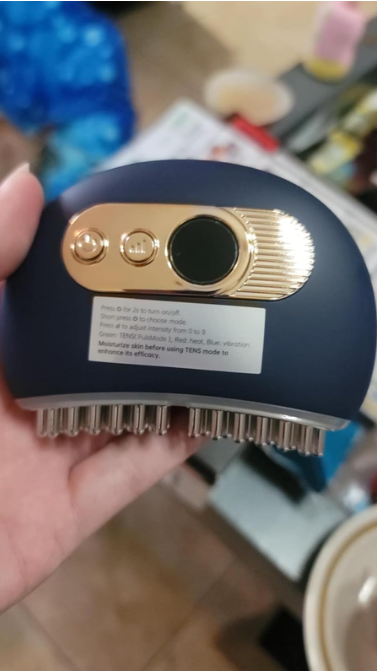 Press ⏻ for 2s to turn on/off.
Short press ⏻ to choose mode.
Press to adjust intensity from 0 to 9
Green: TENS/ Mode 1, Red: heat, Blue: vibration
Moisturize skin before using TENS mode to
enhance its efficacy.